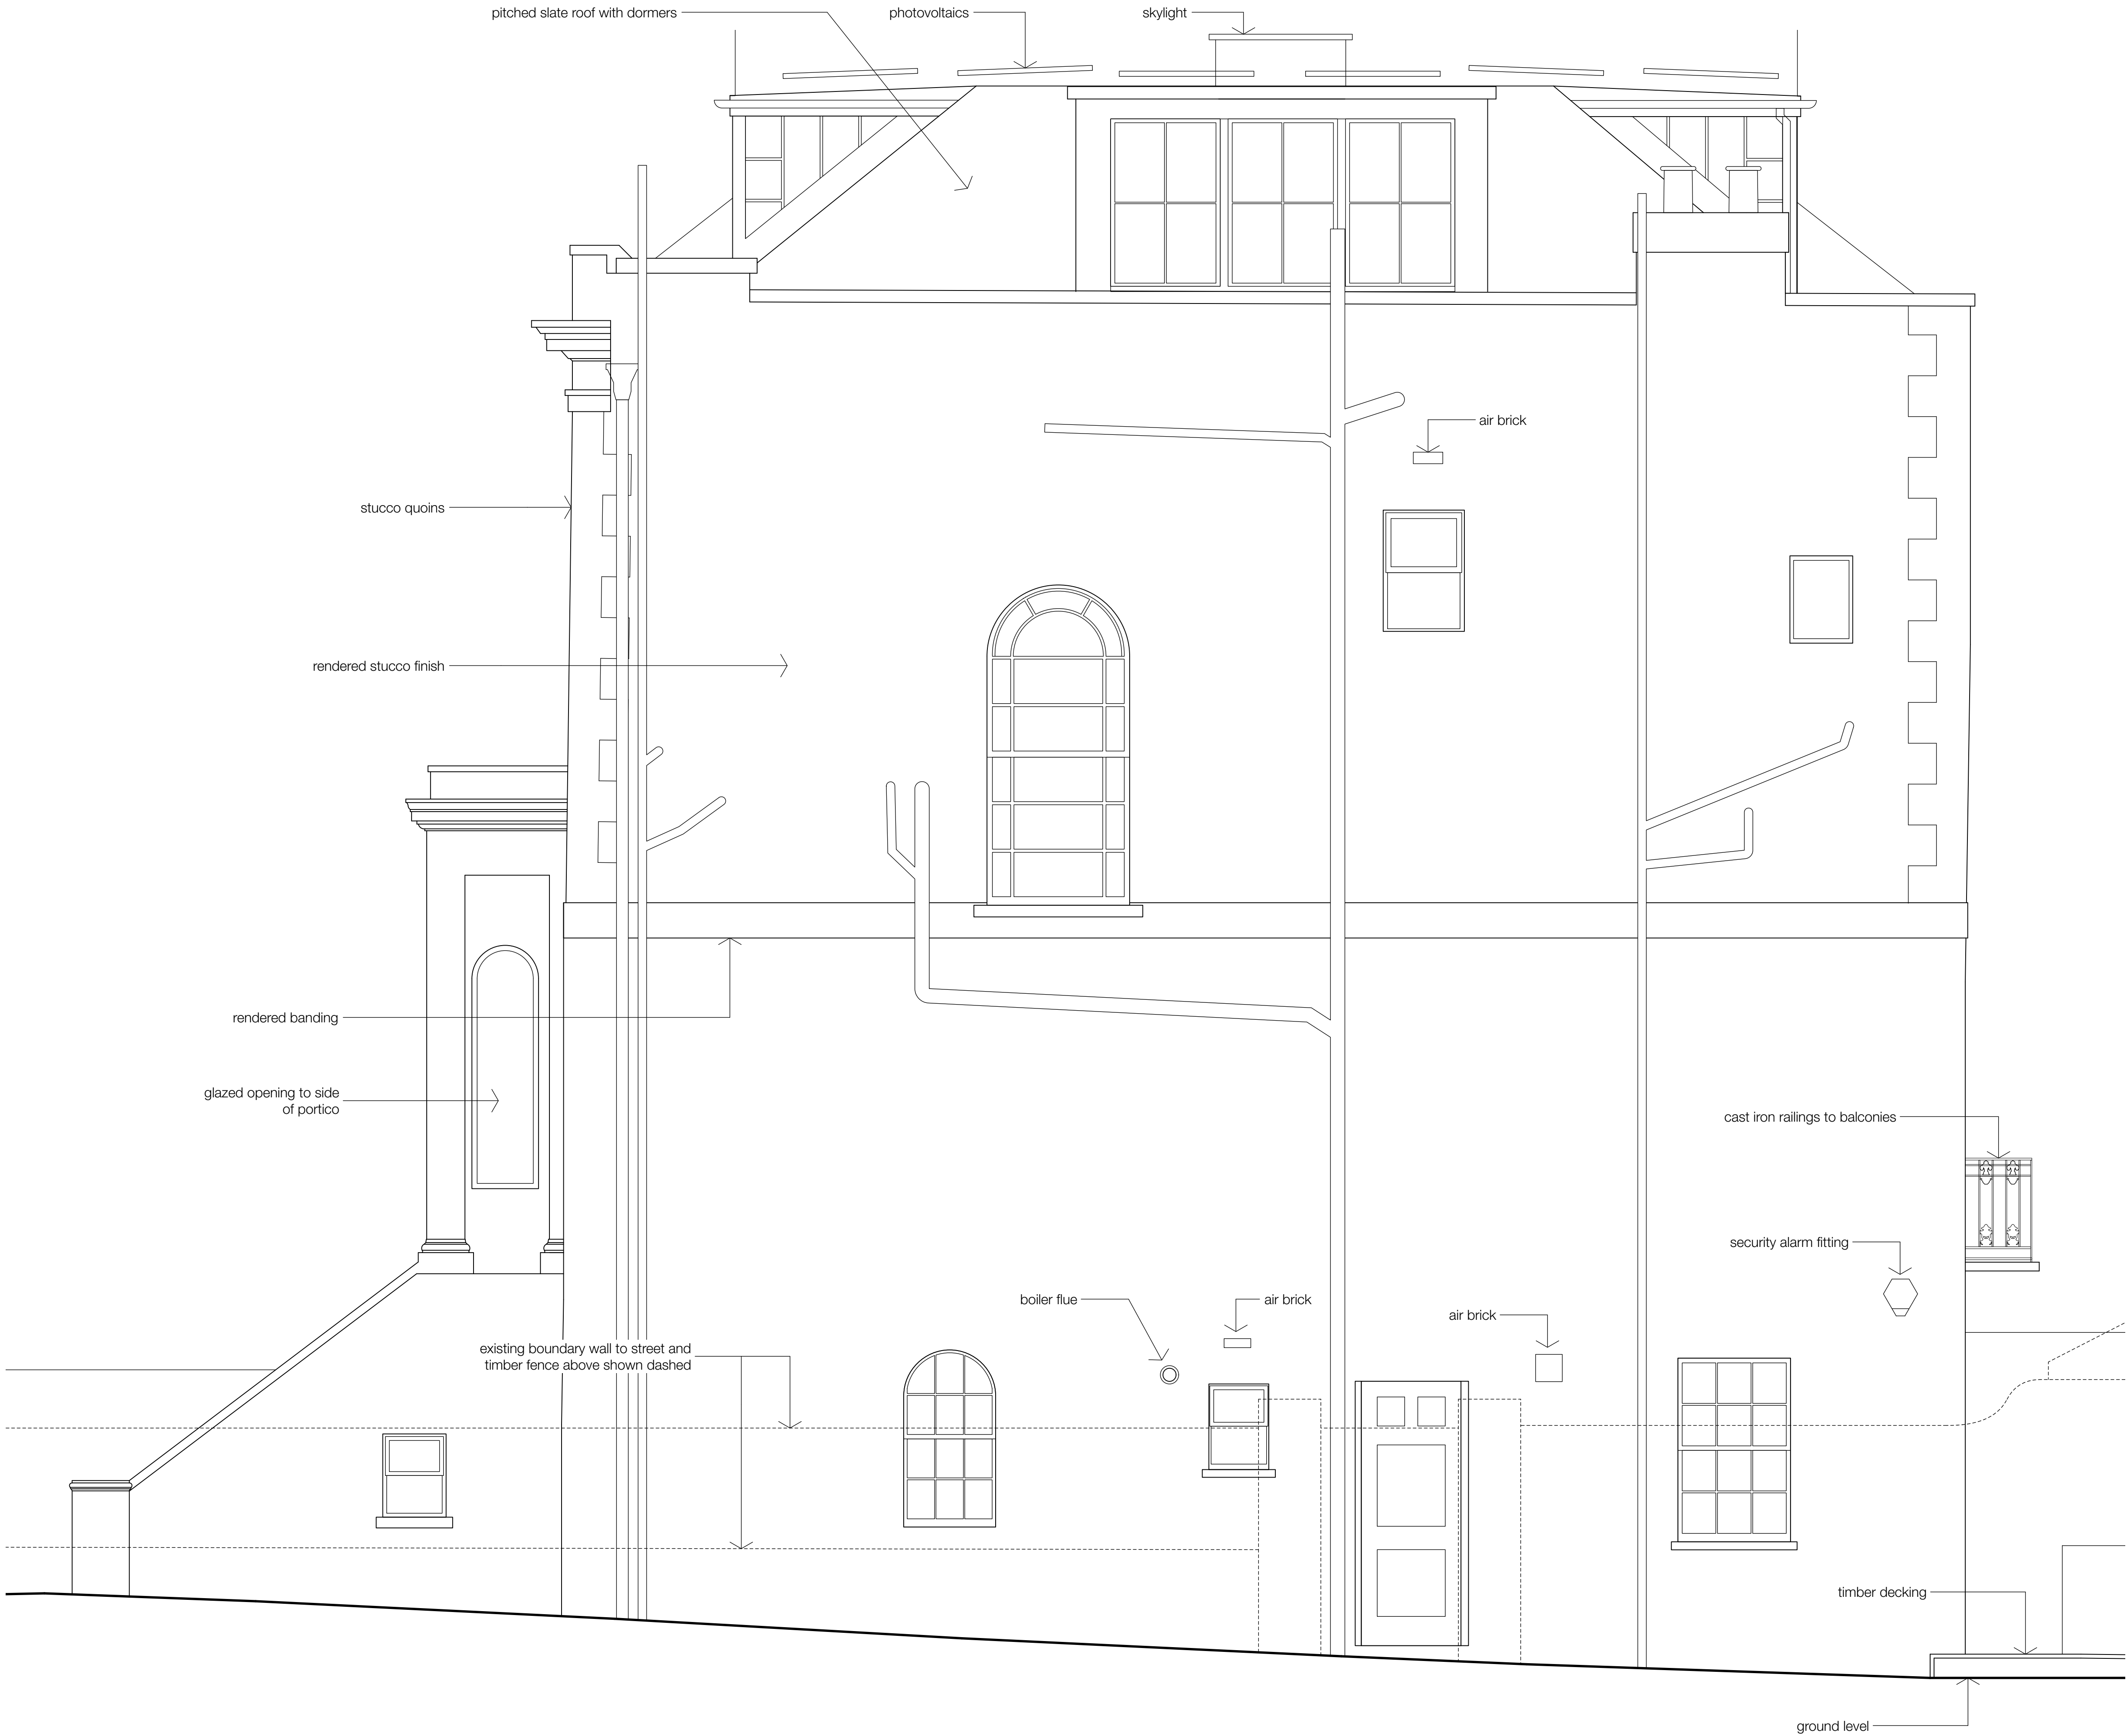 pitched slate roof with dormers
photovoltaics
skylight
air brick
stucco quoins
rendered stucco finish
rendered banding
glazed opening to side
of portico
cast iron railings to balconies
security alarm fitting
boiler flue
air brick
air brick
existing boundary wall to street and
timber fence above shown dashed
timber decking
ground level